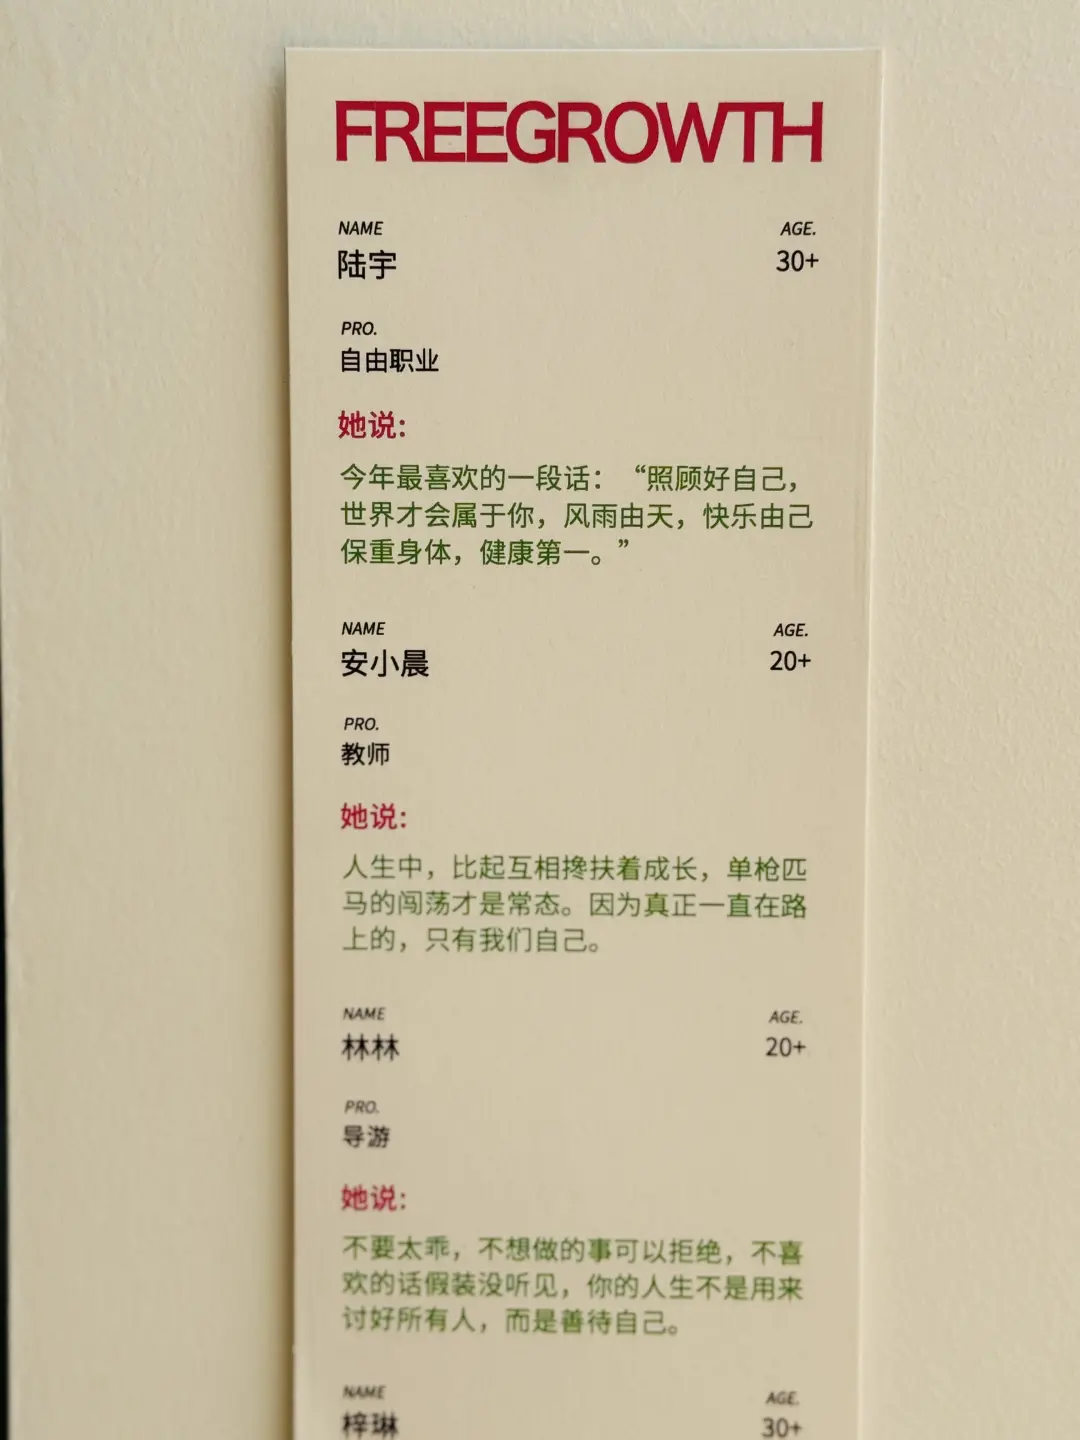 FREEGROWTH
NAME AGE.
陆宇 30+
PRO.
自由职业
她说:
今年最喜欢的一段话：“照顾好自己，
世界才会属于你，风雨由天，快乐由己
保重身体，健康第一。”
NAME AGE.
安小晨 20+
PRO.
教师
她说:
人生中，比起互相搀扶着成长，单枪匹
马的闯荡才是常态。因为真正一直在路
上的，只有我们自己。
NAME AGE.
林林 20+
PRO.
导游
她说:
不要太乖，不想做的事可以拒绝，不喜
欢的话假装没听见，你的人生不是用来
讨好所有人，而是善待自己。
NAME AGE.
梓琳 30+